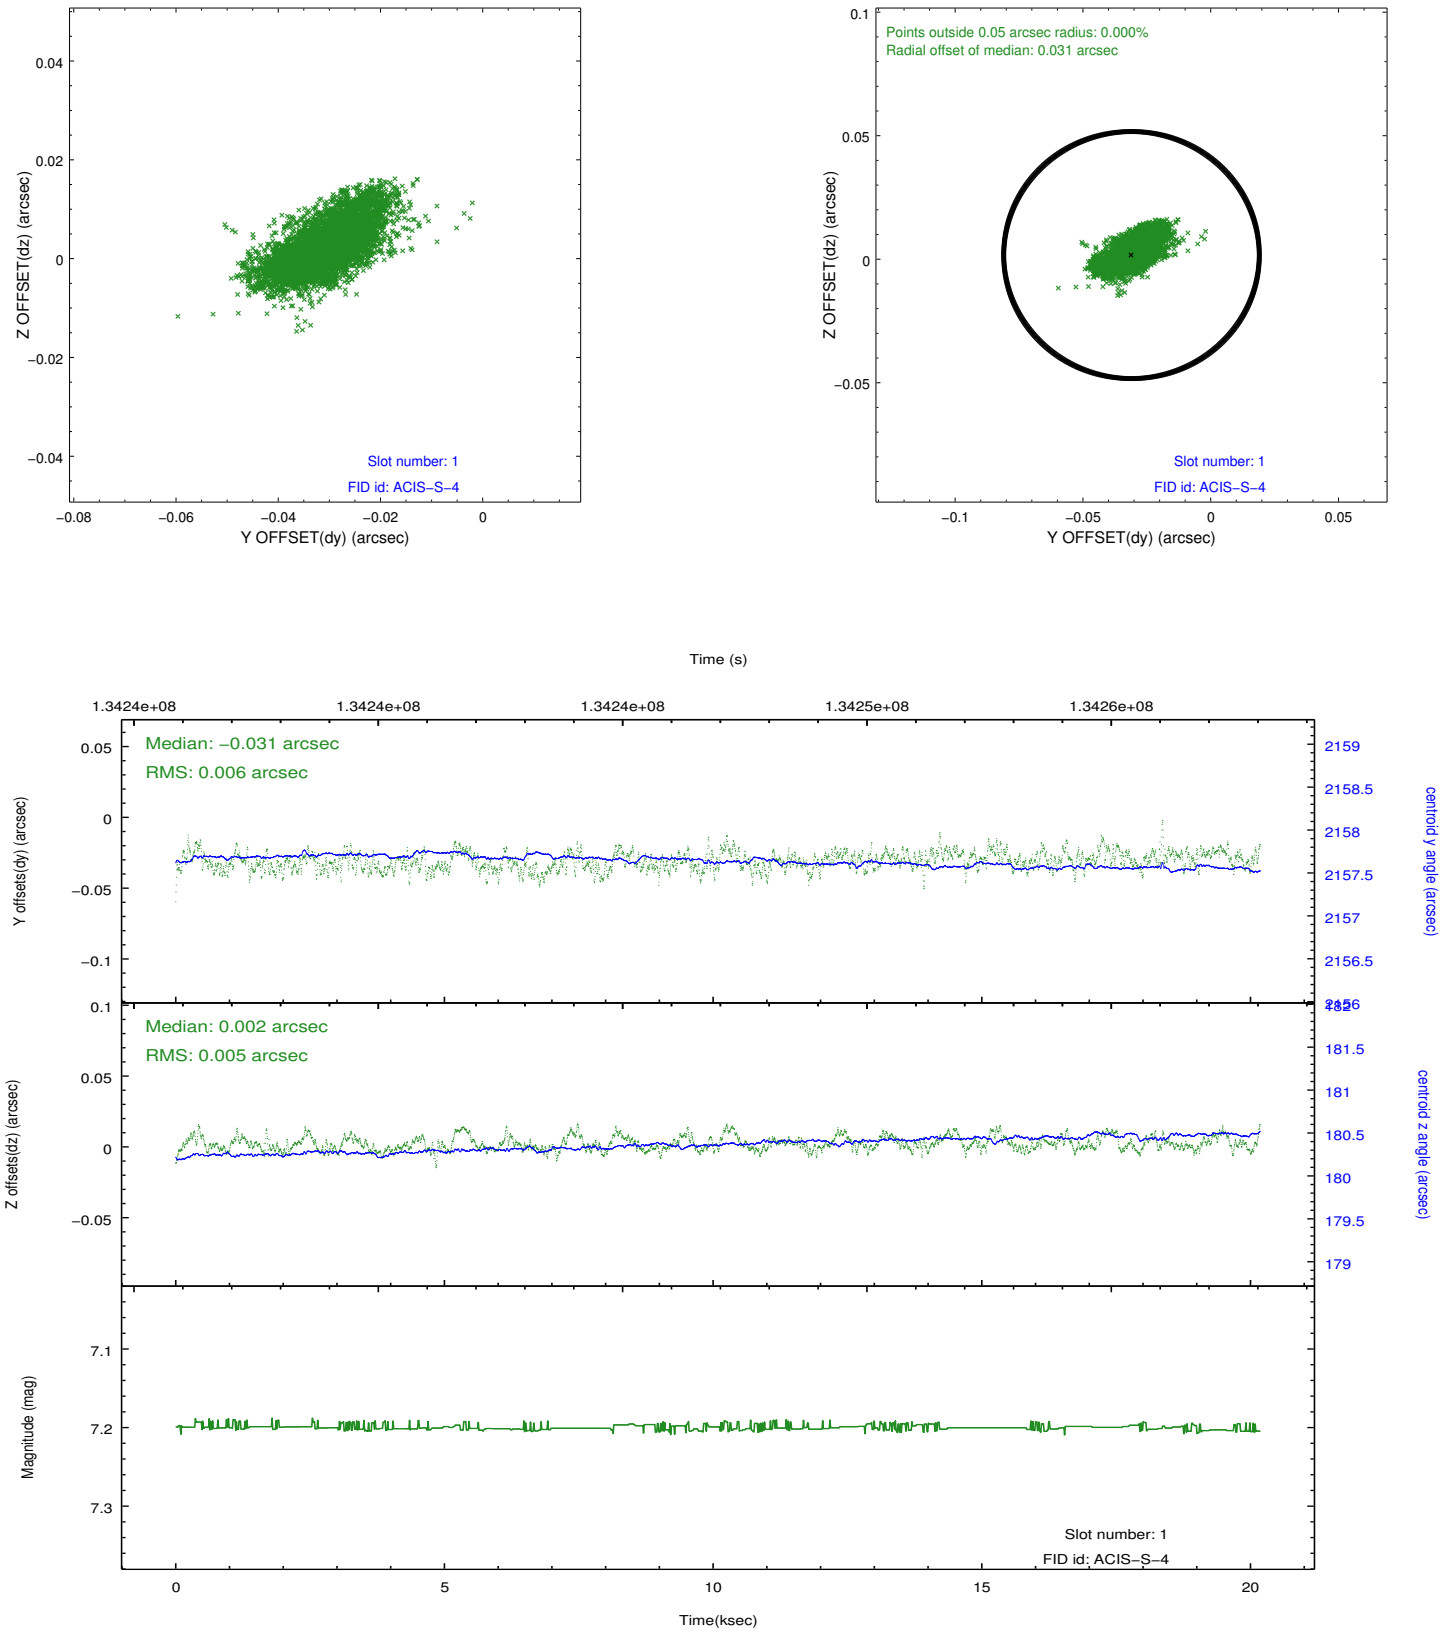 0.04
0.02
0
−0.02
−0.04
Z OFFSET(dz) (arcsec)
Slot number: 1
FID id: ACIS−S−4
−0.08
−0.06
−0.04
−0.02
0
Y OFFSET(dy) (arcsec)
0.1
0.05
0
−0.05
Z OFFSET(dz) (arcsec)
Points outside 0.05 arcsec radius: 0.000%
Radial offset of median: 0.031 arcsec
Slot number: 1
FID id: ACIS−S−4
−0.1
−0.05
0
0.05
Y OFFSET(dy) (arcsec)
Time (s)
1.3424e+08
1.3424e+08
1.3424e+08
1.3425e+08
1.3426e+08
Median: −0.031 arcsec
RMS: 0.006 arcsec
0.05
0
−0.05
−0.1
Y offsets(dy) (arcsec)
2159
2158.5
2158
2157.5
2157
2156.5
2156
centroid y angle (arcsec)
Median: 0.002 arcsec
RMS: 0.005 arcsec
0.1
0.05
0
−0.05
Z offsets(dz) (arcsec)
182
181.5
181
180.5
180
179.5
179
centroid z angle (arcsec)
7.1
7.2
7.3
Magnitude (mag)
Slot number: 1
FID id: ACIS−S−4
0
5
10
15
20
Time(ksec)